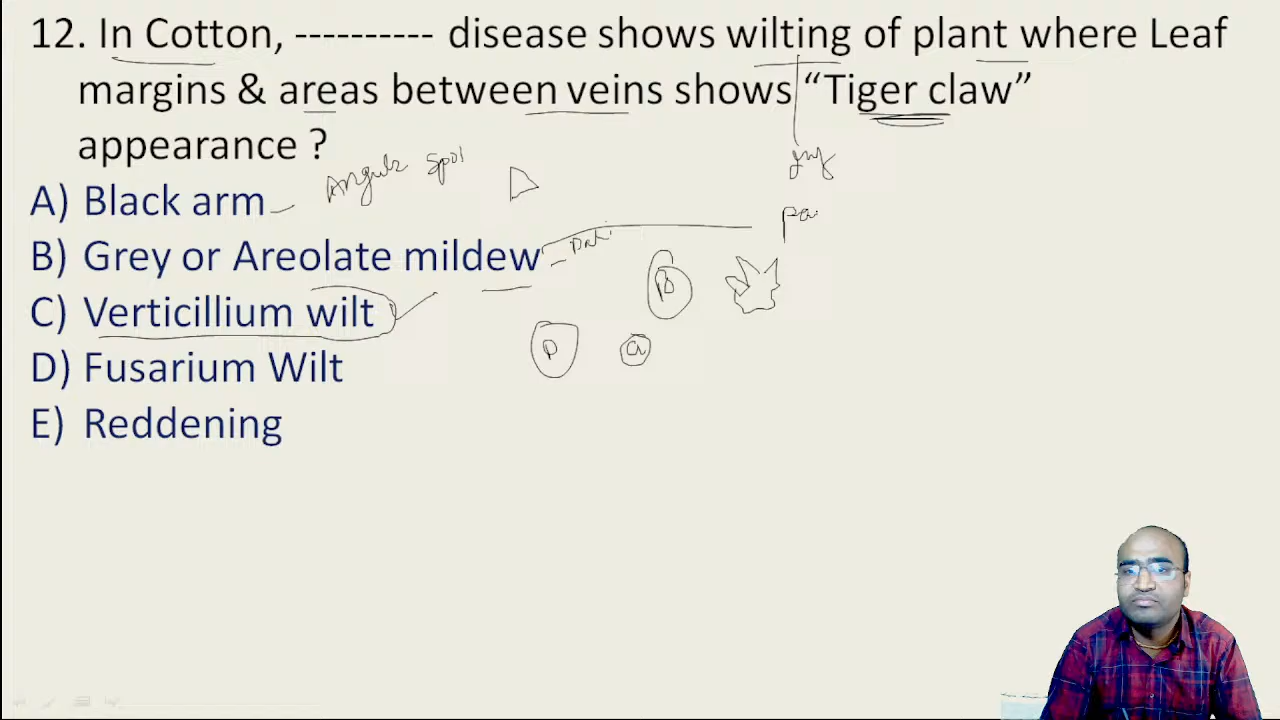 12. In Cotton, ---------- disease shows wilting of plant where Leaf
margins & areas between veins shows “Tiger claw”
appearance ?
A) Black arm
Angular Spot
B) Grey or Areolate mildew
C) Verticillium wilt
D) Fusarium Wilt
E) Reddening